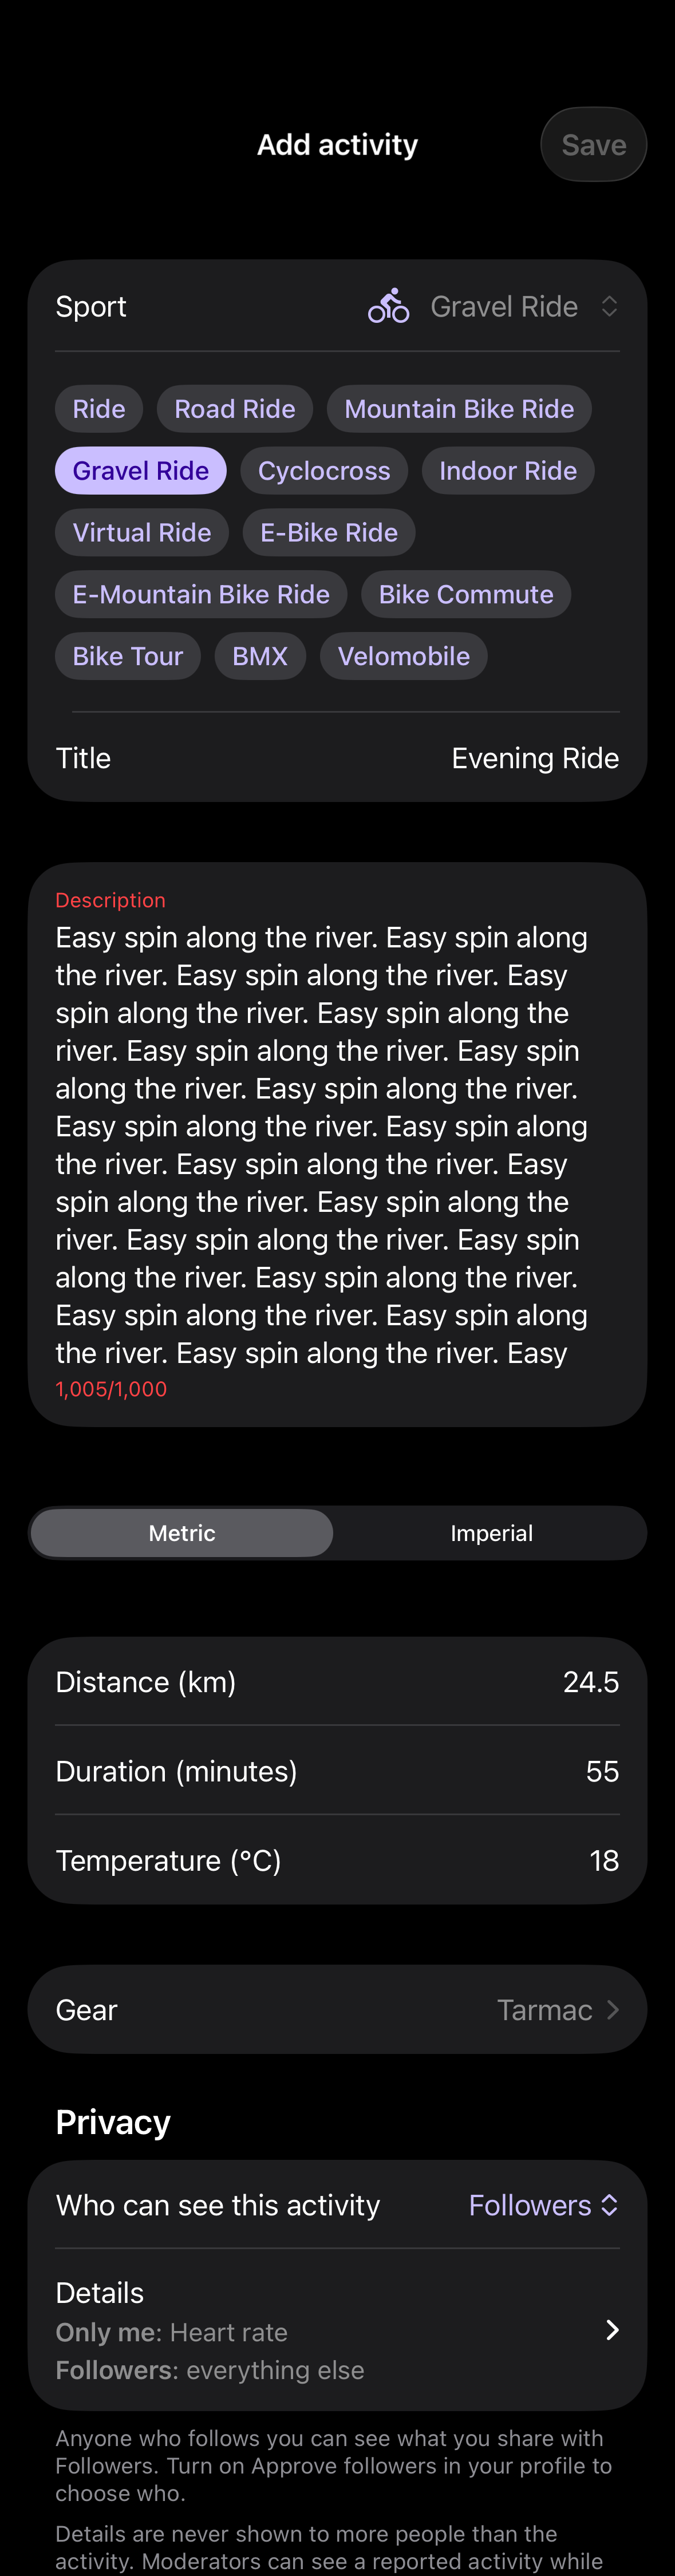 Add activity
Save
Sport
Gravel Ride
Ride
Road Ride
Mountain Bike Ride
Gravel Ride
Cyclocross
Indoor Ride
Virtual Ride
E-Bike Ride
E-Mountain Bike Ride
Bike Commute
Bike Tour
BMX
Velomobile
Title
Evening Ride
Description
Easy spin along the river. Easy spin along
the river. Easy spin along the river. Easy
spin along the river. Easy spin along the
river. Easy spin along the river. Easy spin
along the river. Easy spin along the river.
Easy spin along the river. Easy spin along
the river. Easy spin along the river. Easy
spin along the river. Easy spin along the
river. Easy spin along the river. Easy spin
along the river. Easy spin along the river.
Easy spin along the river. Easy spin along
the river. Easy spin along the river. Easy
1,005/1,000
Metric
Imperial
Distance (km)
24.5
Duration (minutes)
55
Temperature (°C)
18
Gear
Tarmac
Privacy
Who can see this activity
Followers
Details
Only me: Heart rate
Followers: everything else
Anyone who follows you can see what you share with
Followers. Turn on Approve followers in your profile to
choose who.
Details are never shown to more people than the
activity. Moderators can see a reported activity while